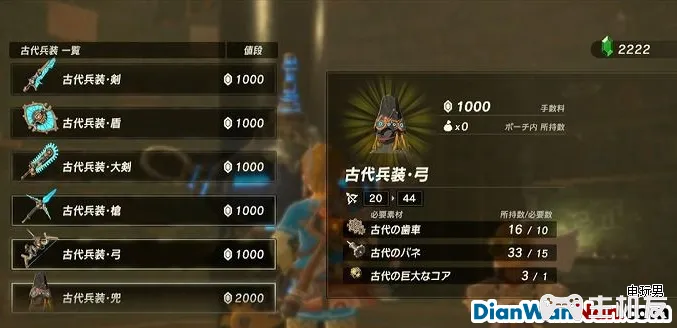 古代兵装 一覧 値段
古代兵装・剣 1000
古代兵装・盾 1000
古代兵装・大剣 1000
古代兵装・槍 1000
古代兵装・弓 1000
古代兵装・兜 2000
2222
1000 手数料
x0 ポーチ内 所持数
古代兵装・弓
20 44
必要素材 所持数/必要数
古代の歯車 16 / 10
古代のバネ 33 / 15
古代の巨大なコア 3 / 1
电玩男
DianWanNan.com